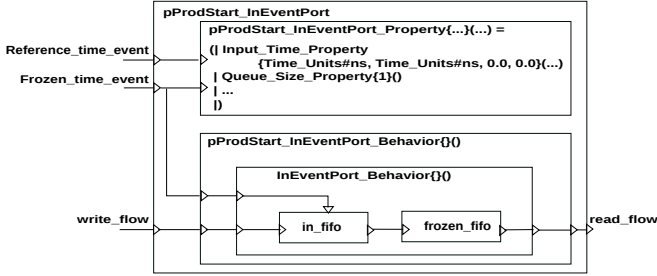 pProdStart_InEventPort
pProdStart_InEventPort_Property{...}(...) =
Reference_time_event
(| Input_Time_Property
{Time_Units#ns, Time_Units#ns, 0.0, 0.0}(...)
Frozen_time_event
| Queue_Size_Property{1}()
| ...
|)
pProdStart_InEventPort_Behavior{}()
InEventPort_Behavior{}()
write_flow
in_fifo
frozen_fifo
read_flow